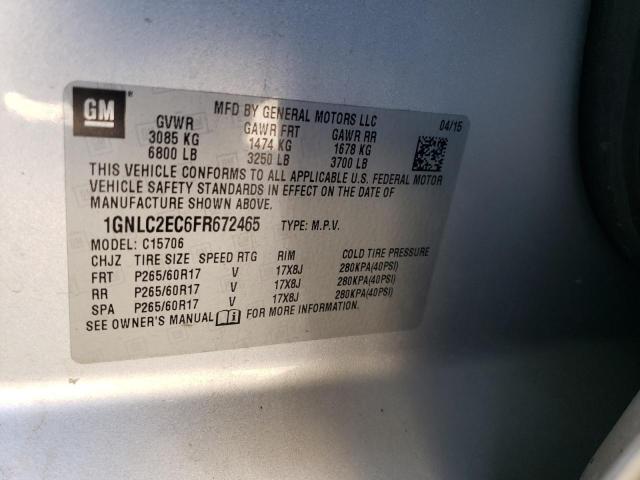 GM
MFD BY GENERAL MOTORS LLC 04/15
GVWR GAWR FRT GAWR RR
3085 KG 1474 KG 1678 KG
6800 LB 3250 LB 3700 LB
THIS VEHICLE CONFORMS TO ALL APPLICABLE U.S. FEDERAL MOTOR
VEHICLE SAFETY STANDARDS IN EFFECT ON THE DATE OF
MANUFACTURE SHOWN ABOVE.
1GNLC2EC6FR672465 TYPE: M.P.V.
MODEL: C15706
CHJZ TIRE SIZE SPEED RTG RIM COLD TIRE PRESSURE
FRT P265/60R17 V 17X8J 280KPA(40PSI)
RR P265/60R17 V 17X8J 280KPA(40PSI)
SPA P265/60R17 V 17X8J 280KPA(40PSI)
SEE OWNER'S MANUAL FOR MORE INFORMATION.